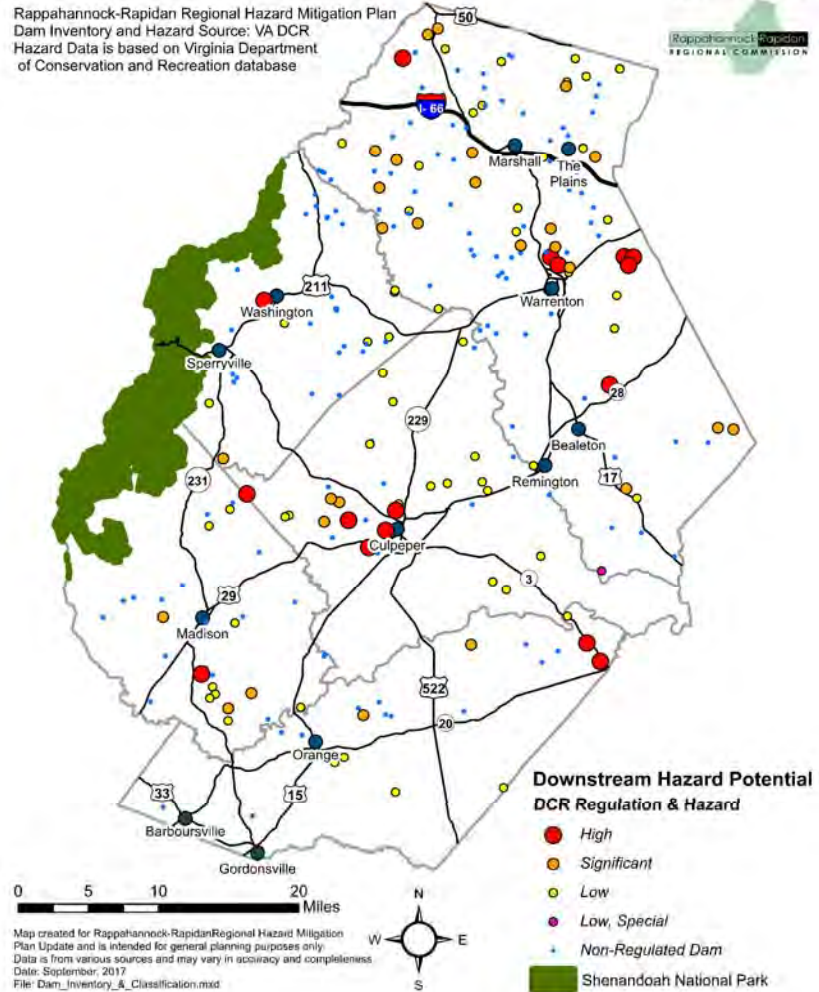 Rappahannock-Rapidan Regional Hazard Mitigation Plan
Dam Inventory and Hazard Source: VA DCR
Hazard Data is based on Virginia Department
of Conservation and Recreation database
Rappahannock Rapidan
REGIONAL COMMISSION
50
I- 66
Marshall
The
Plains
211
Washington
Warrenton
Sperryville
28
229
Bealeton
231
Remington
17
Culpeper
3
29
Madison
522
20
Orange
33
15
Barboursville
Gordonsville
Downstream Hazard Potential
DCR Regulation & Hazard
High
Significant
Low
Low, Special
Non-Regulated Dam
Shenandoah National Park
0 5 10 20
Miles
N
W E
S
Map created for Rappahannock-RapidanRegional Hazard Mitigation
Plan Update and is intended for general planning purposes only.
Data is from various sources and may vary in accuracy and completeness
Date: September, 2017
File: Dam_Inventory_&_Classification.mxd